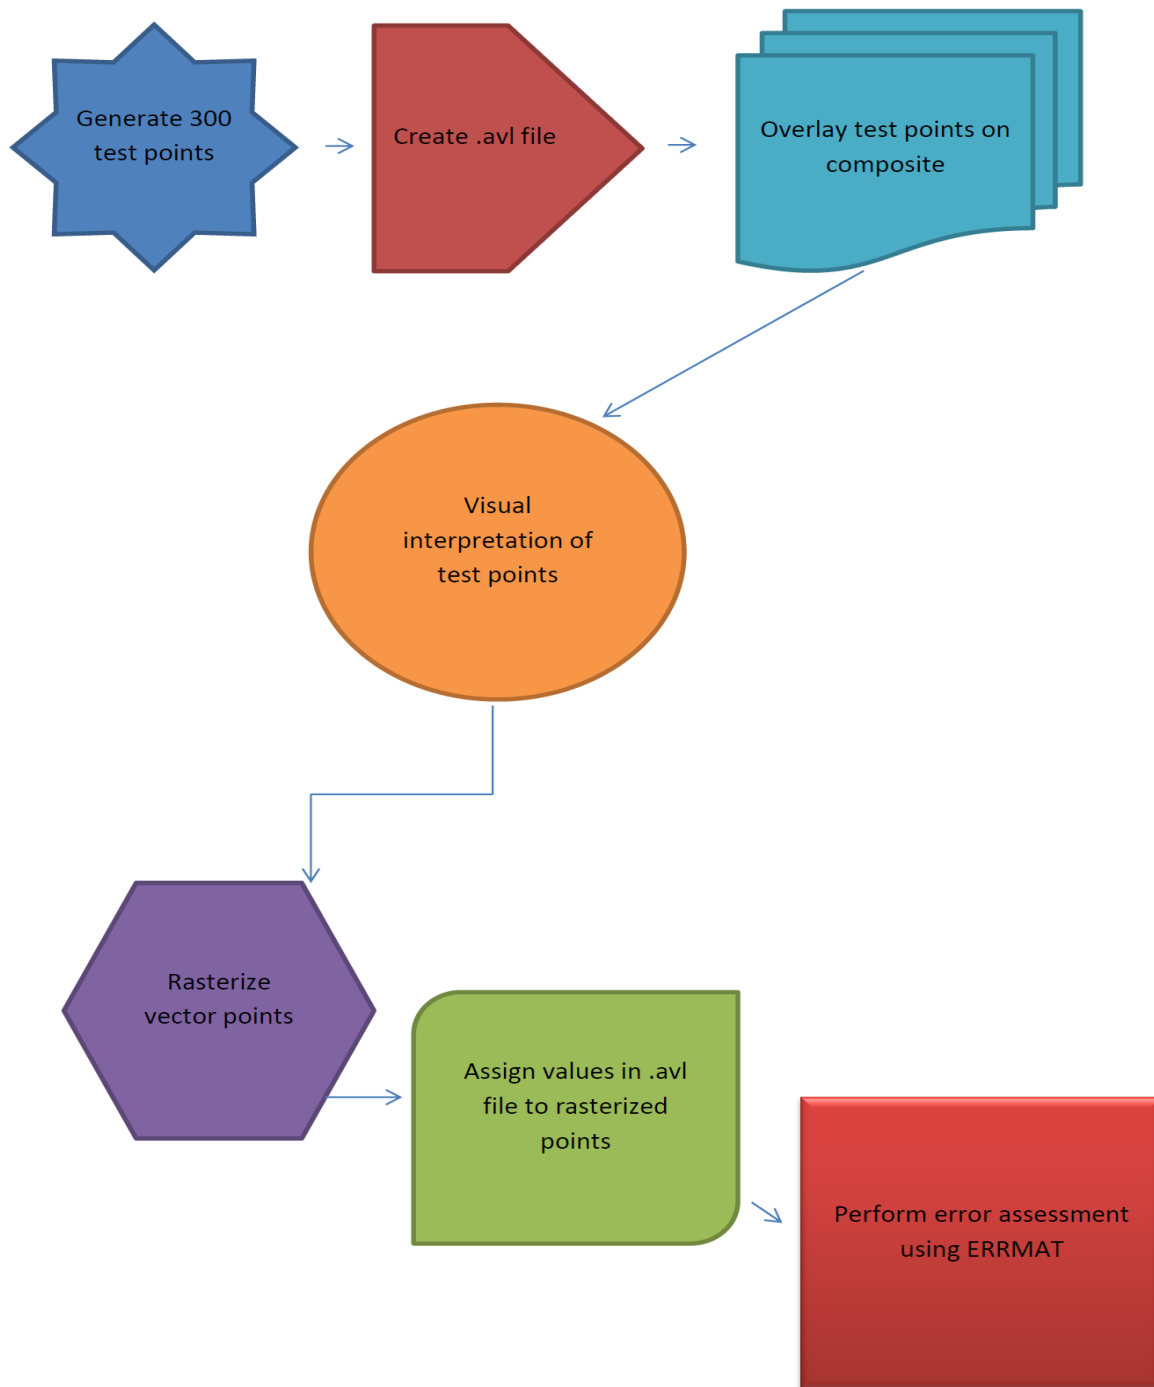 Generate 300
test points
Create .avl file
Overlay test points on
composite
Visual
interpretation of
test points
Rasterize
vector points
Assign values in .avl
file to rasterized
points
Perform error assessment
using ERRMAT